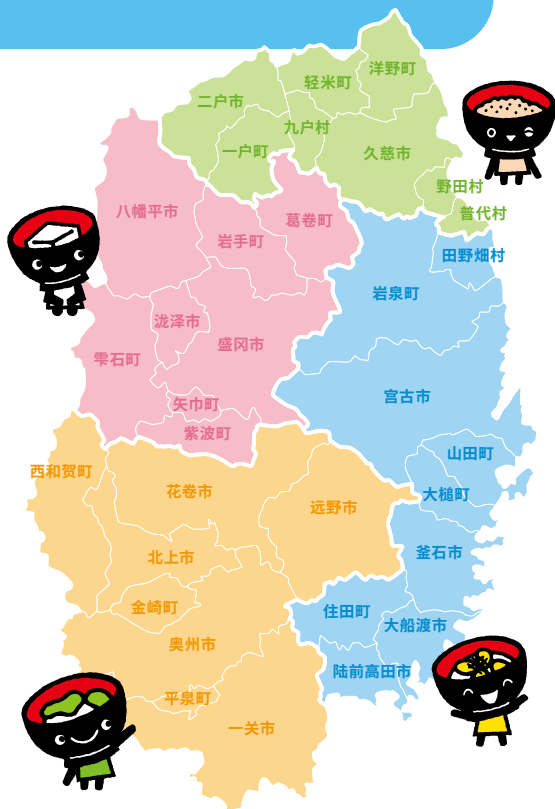 洋野町
轻米町
二户市
九户村
一户町
久慈市
野田村
普代村
八幡平市
葛卷町
岩手町
田野畑村
岩泉町
泷泽市
盛冈市
雫石町
宫古市
矢巾町
紫波町
山田町
西和贺町
花卷市
大槌町
远野市
釜石市
北上市
金崎町
住田町
大船渡市
奥州市
陆前高田市
平泉町
一关市